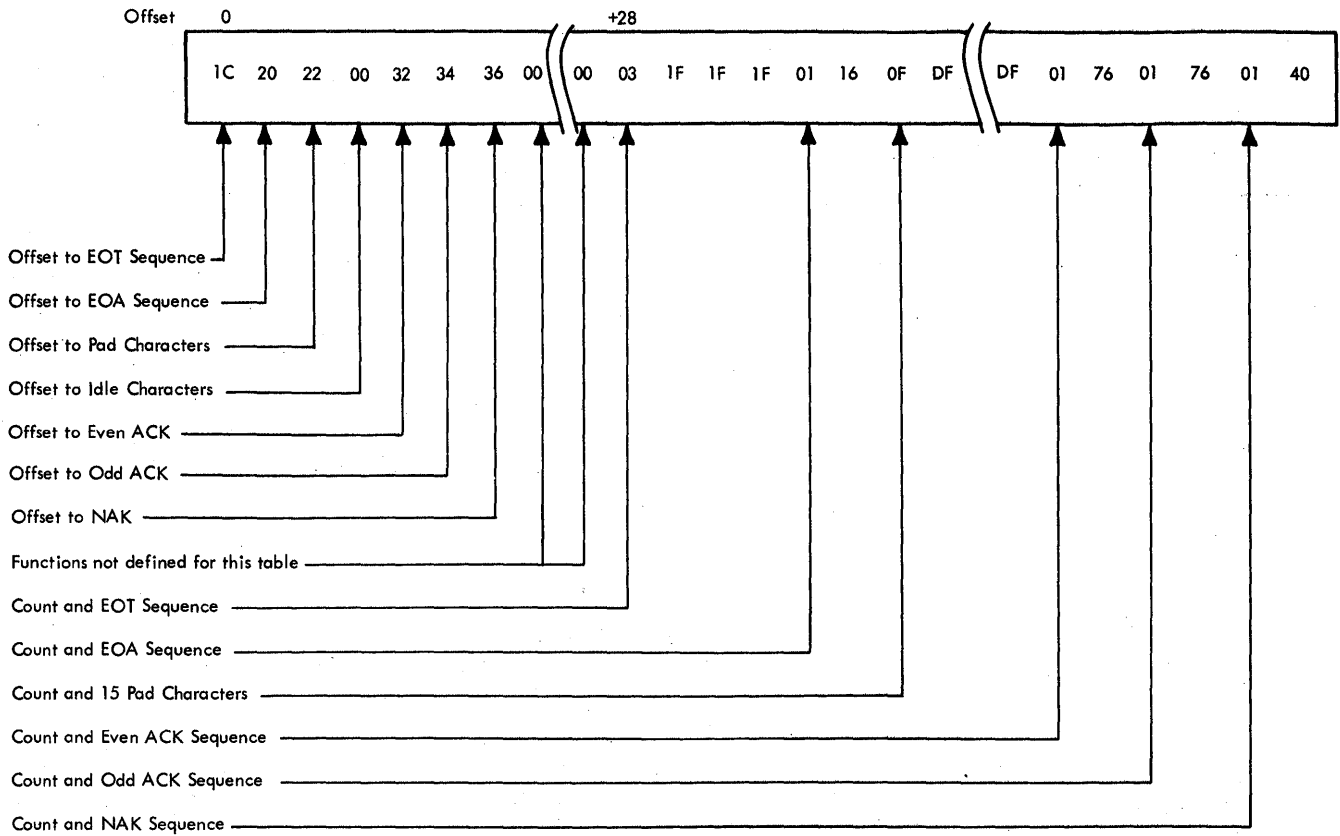 Offset 0 +28
1C 20 22 00 32 34 36 00 00 03 1F 1F 1F 01 16 0F DF DF 01 76 01 76 01 40
Offset to EOT Sequence
Offset to EOA Sequence
Offset to Pad Characters
Offset to Idle Characters
Offset to Even ACK
Offset to Odd ACK
Offset to NAK
Functions not defined for this table
Count and EOT Sequence
Count and EOA Sequence
Count and 15 Pad Characters
Count and Even ACK Sequence
Count and Odd ACK Sequence
Count and NAK Sequence